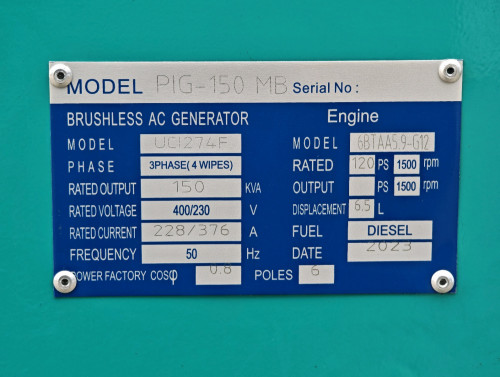 MODEL PIG-150 MB Serial No :
BRUSHLESS AC GENERATOR
MODEL UCI274F
PHASE 3PHASE( 4 WIPES)
RATED OUTPUT 150 KVA
RATED VOLTAGE 400/230 V
RATED CURRENT 228/376 A
FREQUENCY 50 Hz
POWER FACTORY COSφ 0.8 POLES 6
Engine
MODEL 6BTAA5.9-G12
RATED 120 PS 1500 rpm
OUTPUT PS 1500 rpm
DISPLACEMENT 6.5 L
FUEL DIESEL
DATE 2023